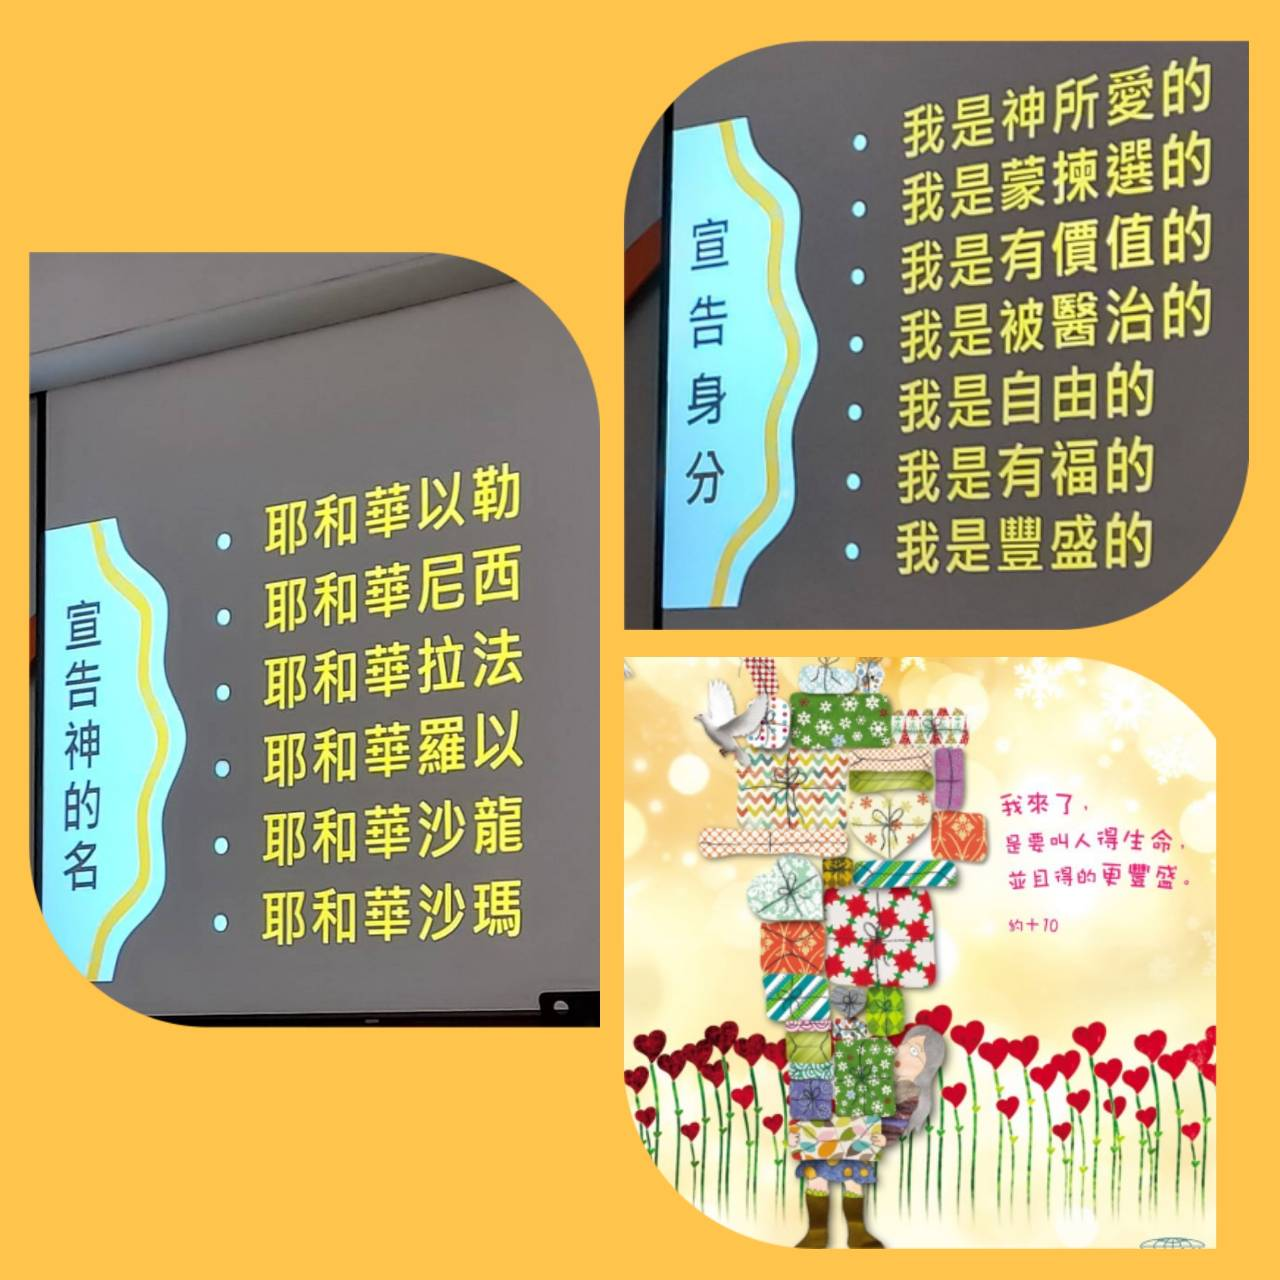 宣告神的名
耶和華以勒
耶和華尼西
耶和華拉法
耶和華羅以
耶和華沙龍
耶和華沙瑪
宣告身分
我是神所愛的
我是蒙揀選的
我是有價值的
我是被醫治的
我是自由的
我是有福的
我是豐盛的
我來了，
是要叫人得生命，
並且得的更豐盛。
約十10